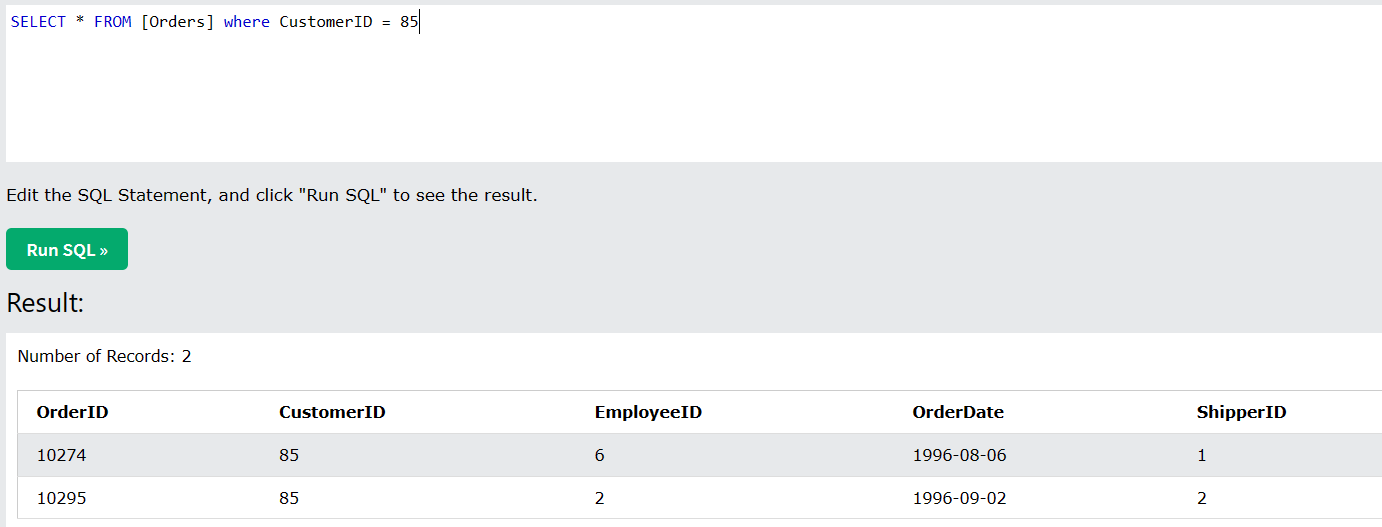 SELECT * FROM [Orders] where CustomerID = 85
Edit the SQL Statement, and click "Run SQL" to see the result.
Run SQL »
Result:
Number of Records: 2
OrderID CustomerID EmployeeID OrderDate ShipperID
10274 85 6 1996-08-06 1
10295 85 2 1996-09-02 2